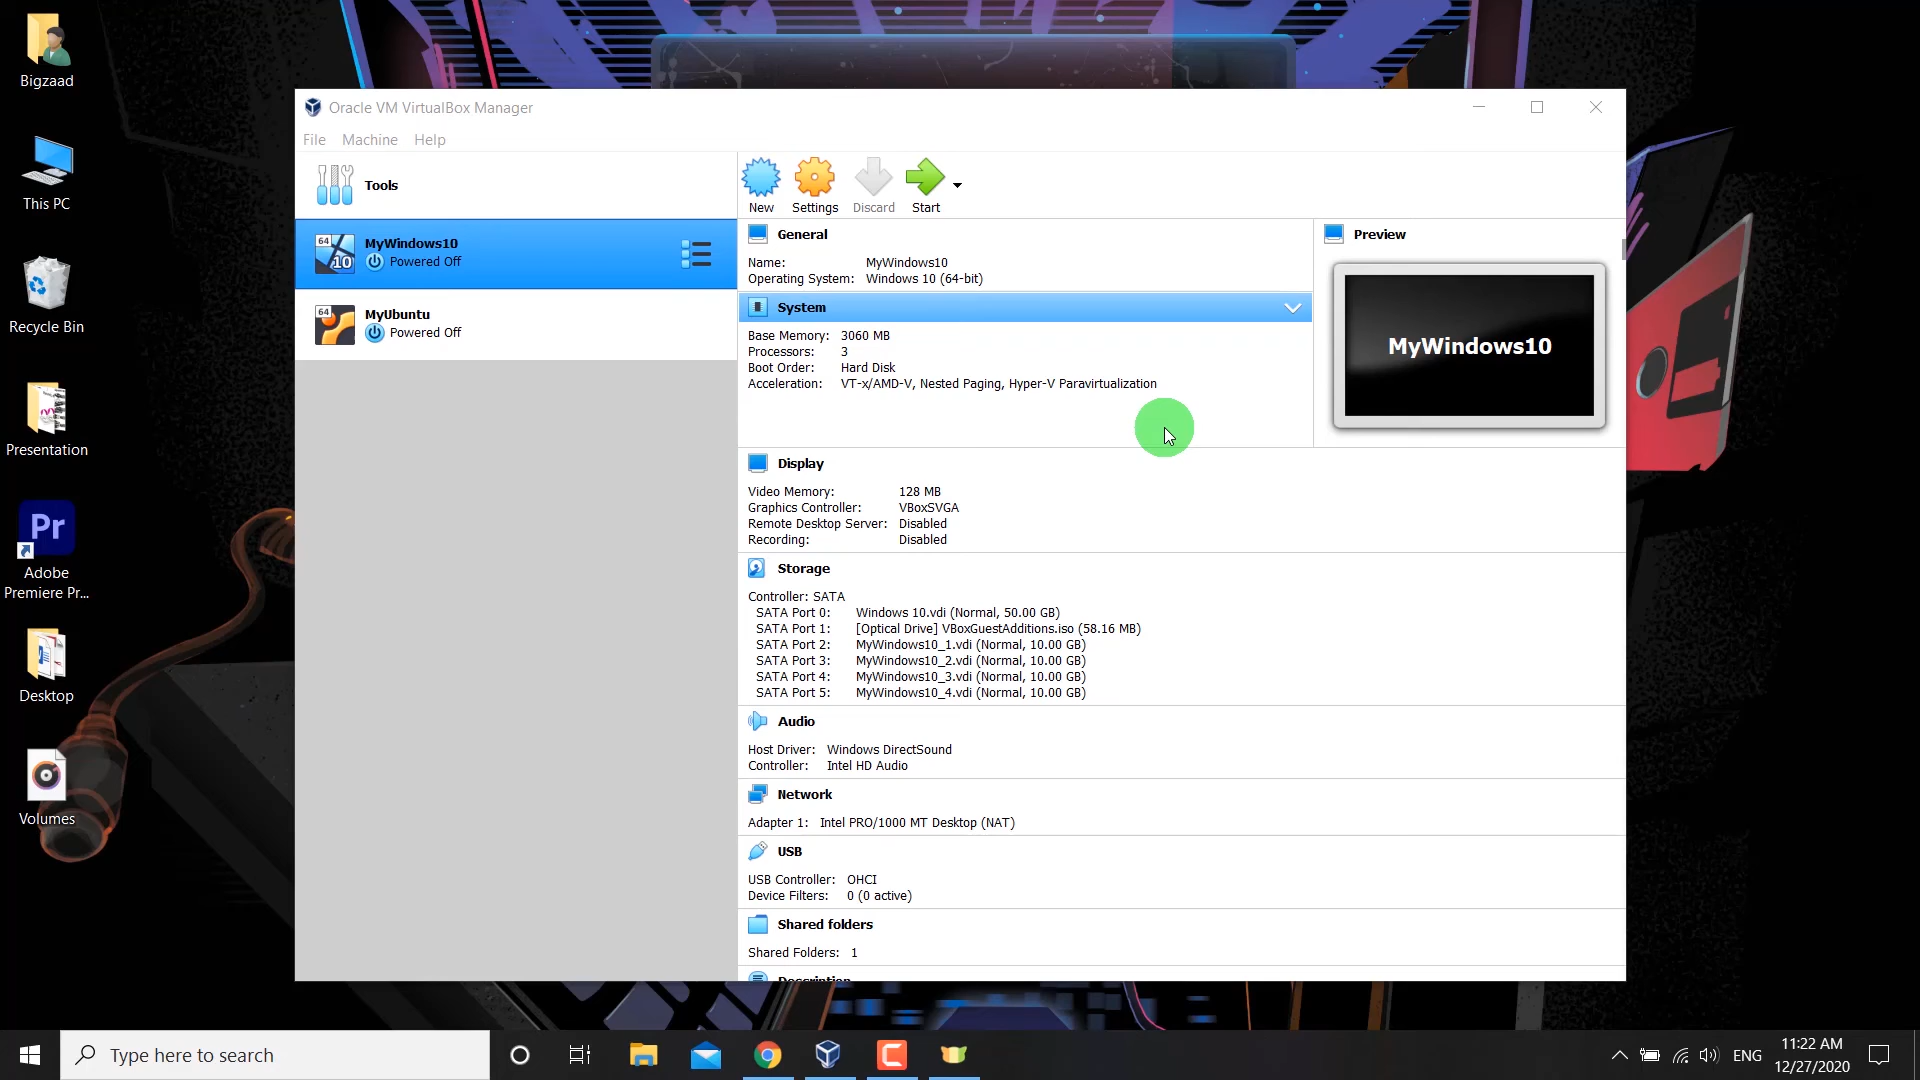 Bigzaad
This PC
Recycle Bin
Presentation
Pr
Adobe
Premiere Pr...
Desktop
Volumes
Oracle VM VirtualBox Manager
File Machine Help
Tools
New Settings Discard Start
64
10
MyWindows10
Powered Off
64
MyUbuntu
Powered Off
General
Name: MyWindows10
Operating System: Windows 10 (64-bit)
System
Base Memory: 3060 MB
Processors: 3
Boot Order: Hard Disk
Acceleration: VT-x/AMD-V, Nested Paging, Hyper-V Paravirtualization
Preview
MyWindows10
Display
Video Memory: 128 MB
Graphics Controller: VBoxSVGA
Remote Desktop Server: Disabled
Recording: Disabled
Storage
Controller: SATA
SATA Port 0: Windows 10.vdi (Normal, 50.00 GB)
SATA Port 1: [Optical Drive] VBoxGuestAdditions.iso (58.16 MB)
SATA Port 2: MyWindows10_1.vdi (Normal, 10.00 GB)
SATA Port 3: MyWindows10_2.vdi (Normal, 10.00 GB)
SATA Port 4: MyWindows10_3.vdi (Normal, 10.00 GB)
SATA Port 5: MyWindows10_4.vdi (Normal, 10.00 GB)
Audio
Host Driver: Windows DirectSound
Controller: Intel HD Audio
Network
Adapter 1: Intel PRO/1000 MT Desktop (NAT)
USB
USB Controller: OHCI
Device Filters: 0 (0 active)
Shared folders
Shared Folders: 1
Description
Type here to search
ENG
11:22 AM
12/27/2020